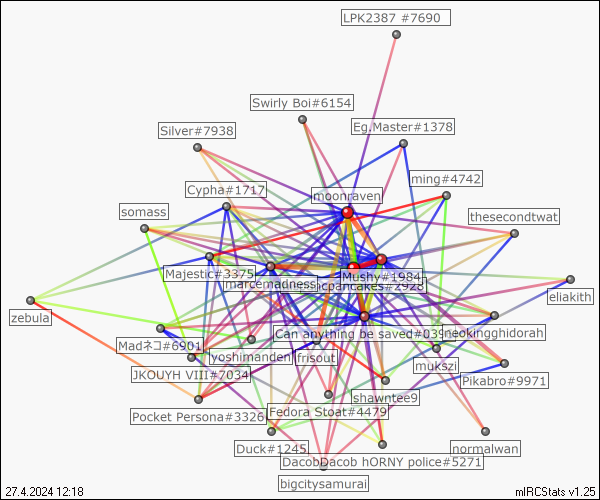 LPK2387 #7690
Swirly Boi#6154
Eg.Master#1378
Silver#7938
ming#4742
Cypha#1717
moonraven
somass
thesecondtwat
Majestic#3375
Mushy#1984
marcemadness
cpancakes#2928
eliakith
zebula
Can anything be saved#039
neokingghidorah
Madネコ#6901
yoshimanden
frisout
mukszi
JKOUYH VIII#7034
Pikabro#9971
shawntee9
Pocket Persona#3326
Fedora Stoat#4479
Duck#1245
normalwan
DacobDacob hORNY police#5271
bigcitysamurai
27.4.2024 12:18
mIRCStats v1.25